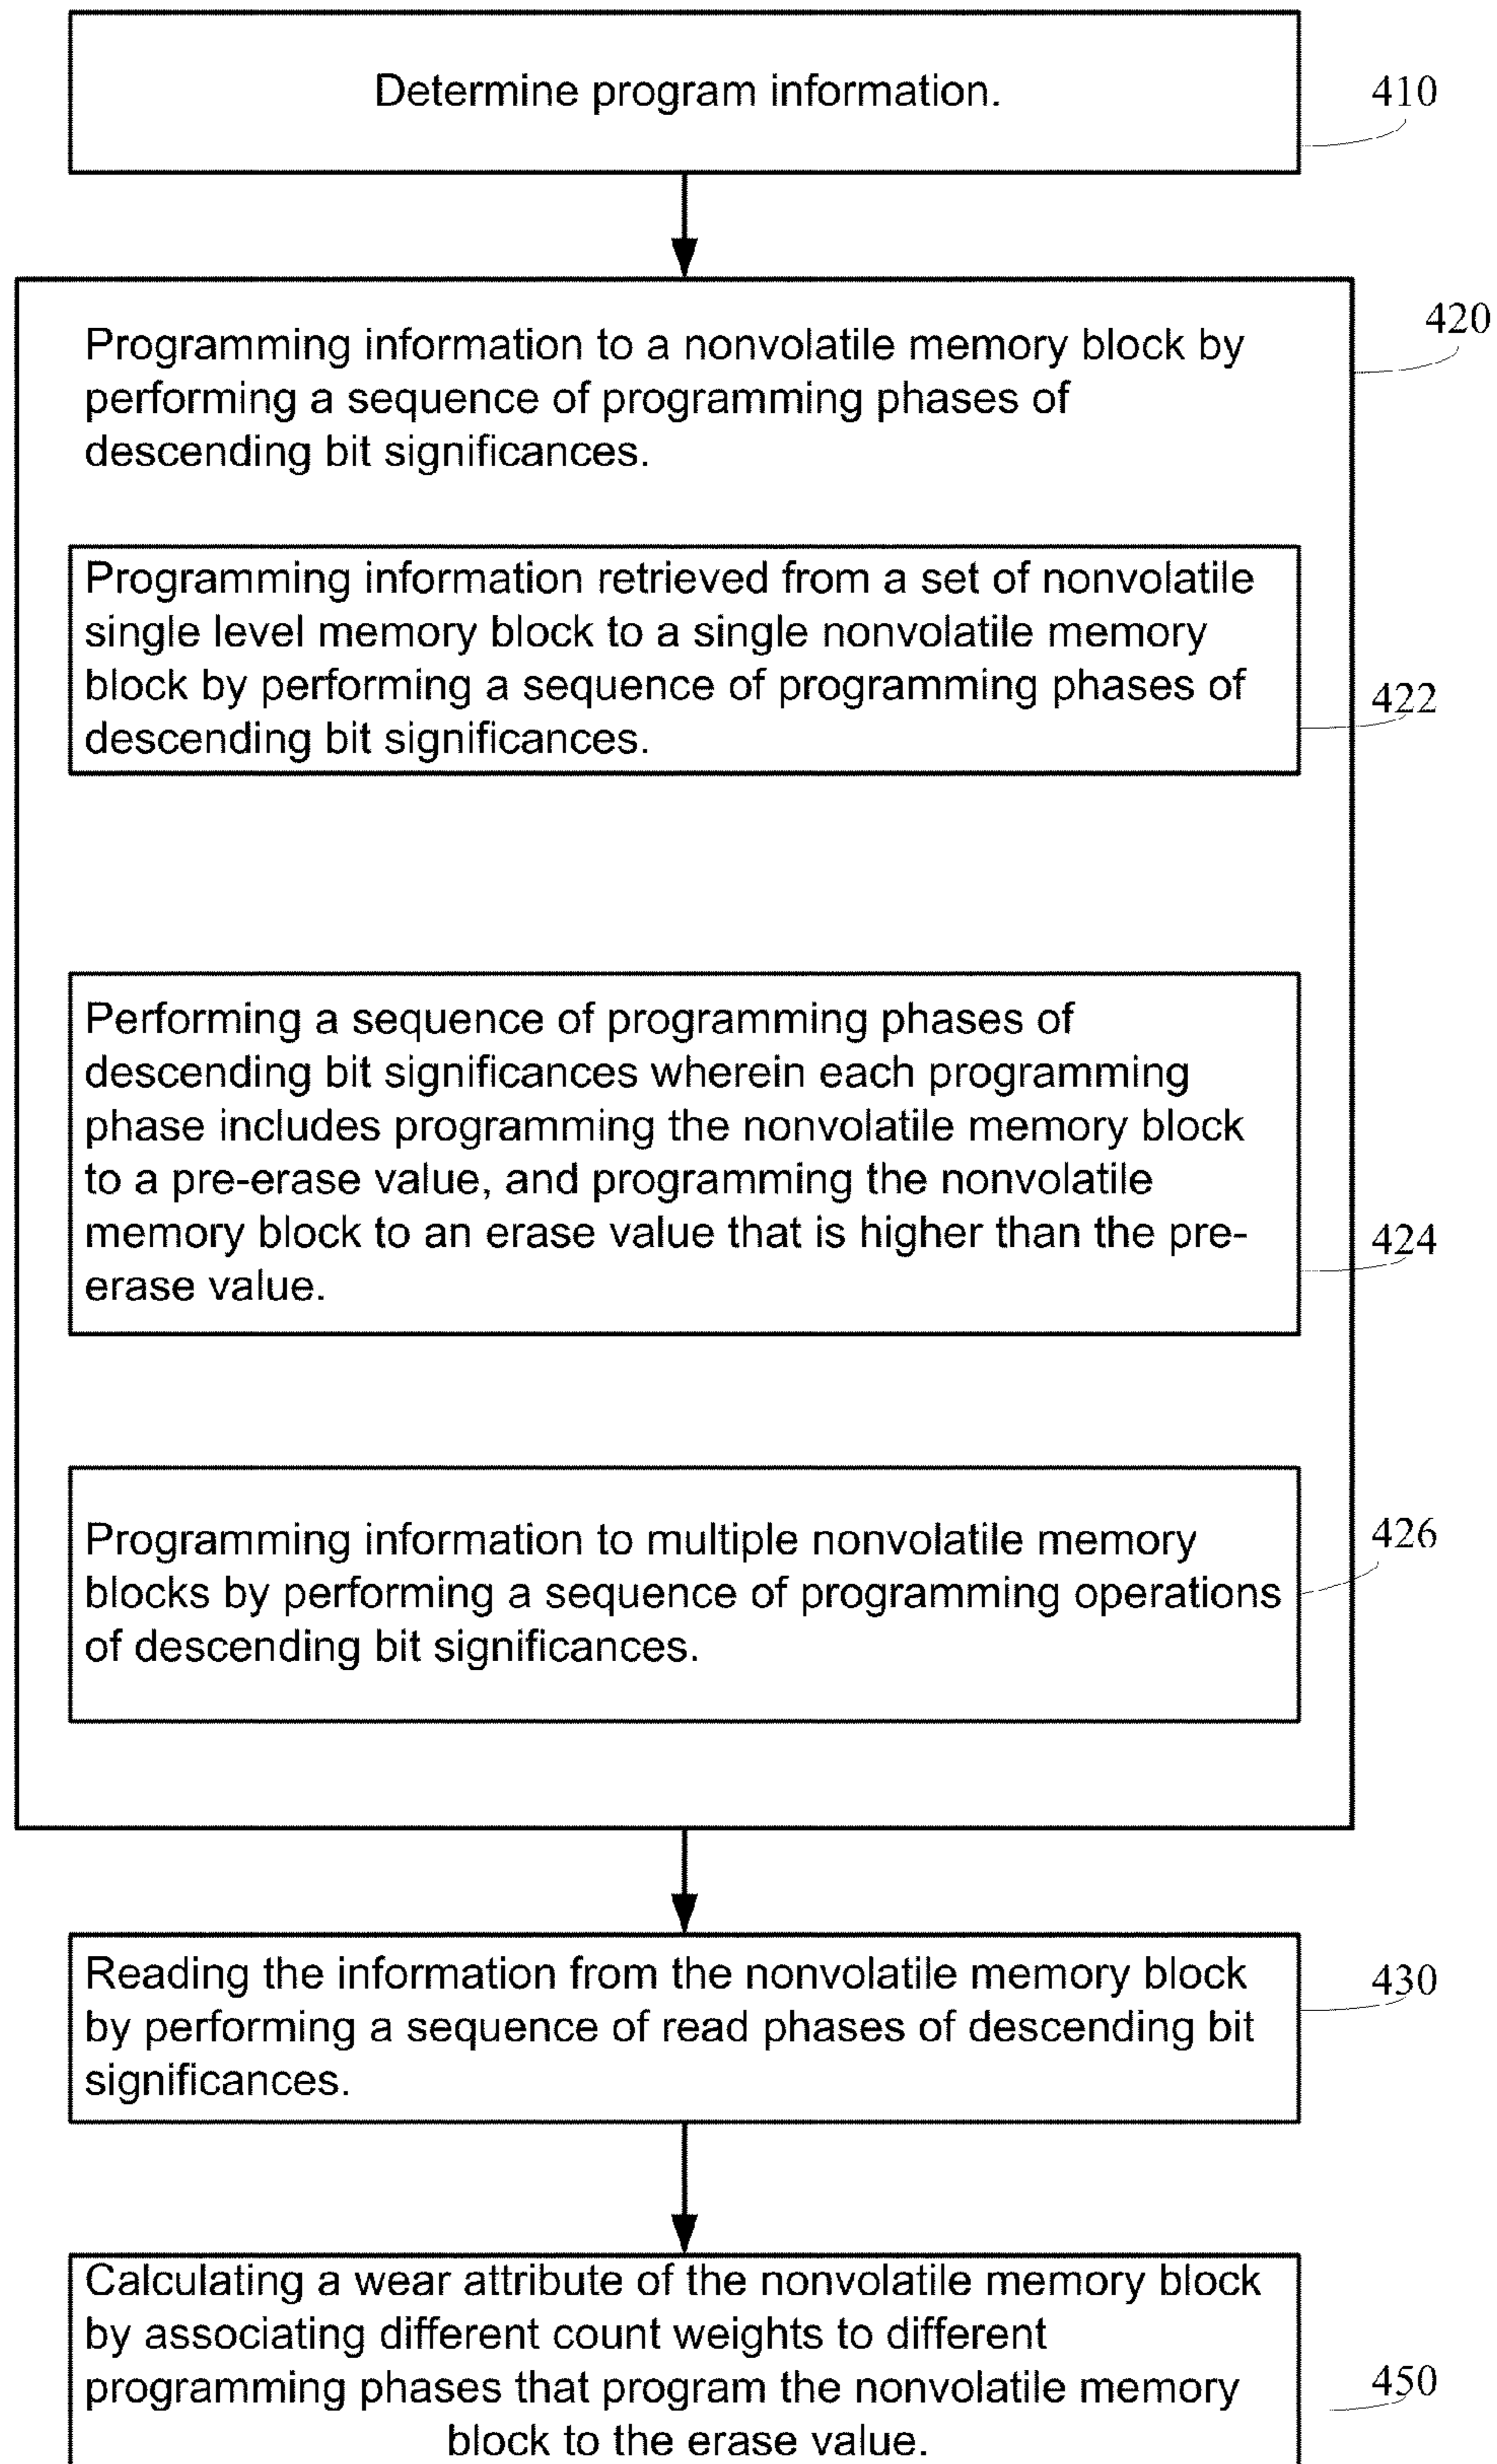 Determine program information.
410
420
Programming information to a nonvolatile memory block by
performing a sequence of programming phases of
descending bit significances.
Programming information retrieved from a set of nonvolatile
single level memory block to a single nonvolatile memory
block by performing a sequence of programming phases of
descending bit significances.
422
Performing a sequence of programming phases of
descending bit significances wherein each programming
phase includes programming the nonvolatile memory block
to a pre-erase value, and programming the nonvolatile
memory block to an erase value that is higher than the pre-
erase value.
424
Programming information to multiple nonvolatile memory
blocks by performing a sequence of programming operations
of descending bit significances.
426
Reading the information from the nonvolatile memory block
by performing a sequence of read phases of descending bit
significances.
430
Calculating a wear attribute of the nonvolatile memory block
by associating different count weights to different
programming phases that program the nonvolatile memory
block to the erase value.
450